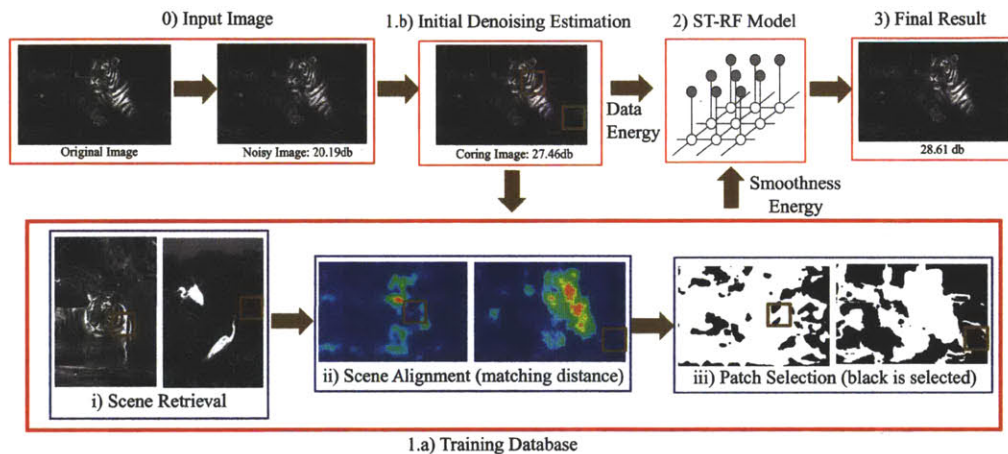 0) Input Image
1.b) Initial Denoising Estimation
2) ST-RF Model
3) Final Result
Original Image
Noisy Image: 20.19db
Coring Image: 27.46db
Data
Energy
28.61 db
Smoothness
Energy
i) Scene Retrieval
ii) Scene Alignment (matching distance)
iii) Patch Selection (black is selected)
1.a) Training Database